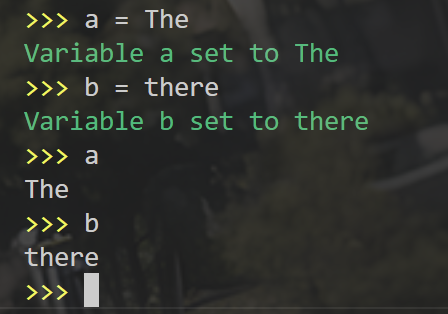 >>> a = The
Variable a set to The
>>> b = there
Variable b set to there
>>> a
The
>>> b
there
>>>